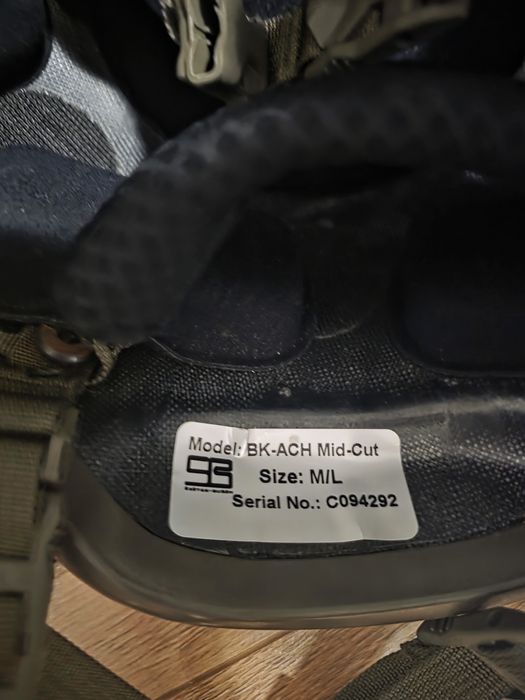 Model: BK-ACH Mid-Cut
Size: M/L
Serial No.: C094292